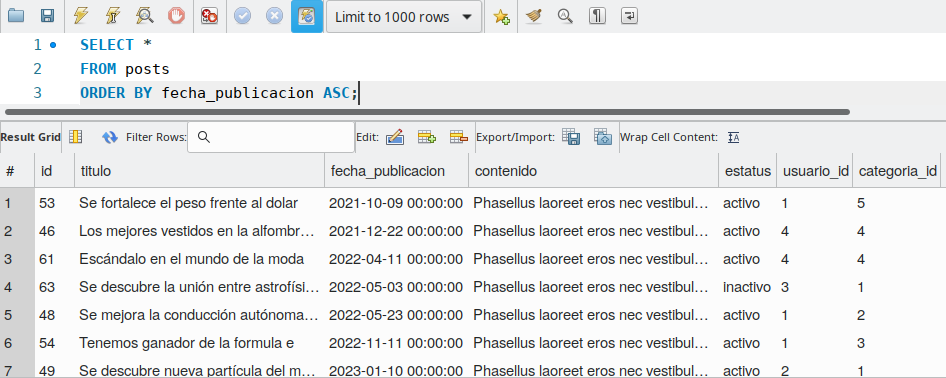 Limit to 1000 rows
1 SELECT *
2 FROM posts
3 ORDER BY fecha_publicacion ASC;
Result Grid Filter Rows: Edit: Export/Import: Wrap Cell Content:
# id titulo fecha_publicacion contenido estatus usuario_id categoria_id
1 53 Se fortalece el peso frente al dolar 2021-10-09 00:00:00 Phasellus laoreet eros nec vestibul... activo 1 5
2 46 Los mejores vestidos en la alfombr... 2021-12-22 00:00:00 Phasellus laoreet eros nec vestibul... activo 4 4
3 61 Escándalo en el mundo de la moda 2022-04-11 00:00:00 Phasellus laoreet eros nec vestibul... activo 4 4
4 63 Se descubre la unión entre astrofísi... 2022-05-03 00:00:00 Phasellus laoreet eros nec vestibul... inactivo 3 1
5 48 Se mejora la conducción autónoma... 2022-05-23 00:00:00 Phasellus laoreet eros nec vestibul... activo 1 2
6 54 Tenemos ganador de la formula e 2022-11-11 00:00:00 Phasellus laoreet eros nec vestibul... activo 1 3
7 49 Se descubre nueva partícula del m... 2023-01-10 00:00:00 Phasellus laoreet eros nec vestibul... activo 2 1